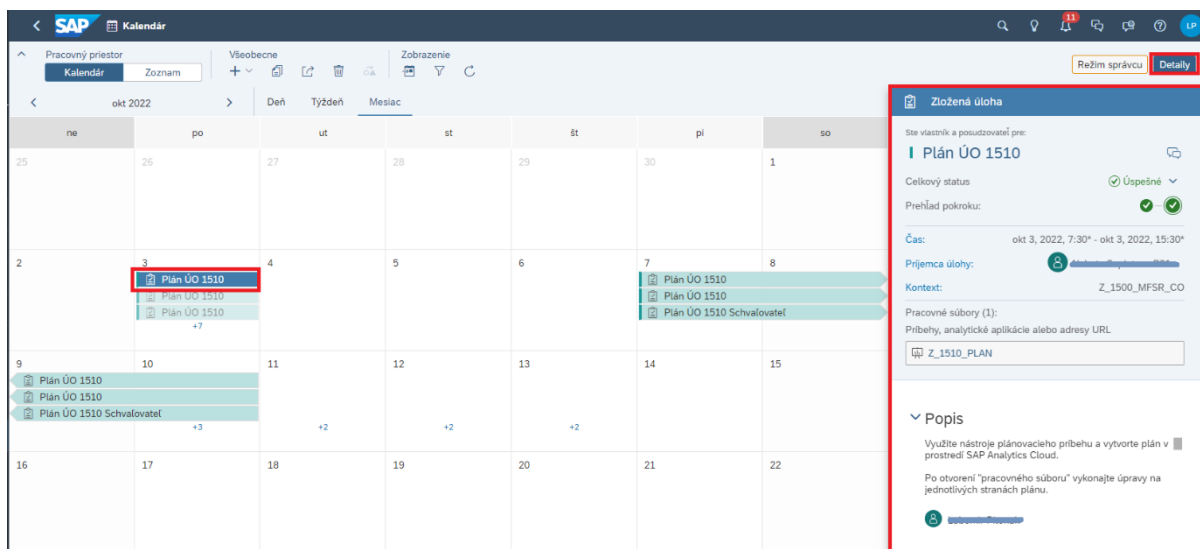 SAP Kalendár 11 LP
Pracovný priestor Všeobecne Zobrazenie
Kalendár Zoznam Režim správcu Detaily
okt 2022 Deň Týždeň Mesiac
ne po ut st št pi so
25 26 27 28 29 30 1
2 3 4 5 6 7 8
Plán ÚO 1510 Plán ÚO 1510
Plán ÚO 1510 Plán ÚO 1510
Plán ÚO 1510 Plán ÚO 1510 Schvaľovateľ
+7
9 10 11 12 13 14 15
Plán ÚO 1510
Plán ÚO 1510
Plán ÚO 1510 Schvaľovateľ
+3 +2 +2 +2
16 17 18 19 20 21 22
Zložená úloha
Ste vlastník a posudzovateľ pre:
Plán ÚO 1510
Celkový status Úspešné
Prehľad pokroku:
Čas: okt 3, 2022, 7:30* - okt 3, 2022, 15:30*
Príjemca úlohy:
Kontext: Z_1500_MFSR_CO
Pracovné súbory (1):
Príbehy, analytické aplikácie alebo adresy URL
Z_1510_PLAN
Popis
Využite nástroje plánovacieho príbehu a vytvorte plán v
prostredí SAP Analytics Cloud.
Po otvorení "pracovného súboru" vykonajte úpravy na
jednotlivých stranách plánu.